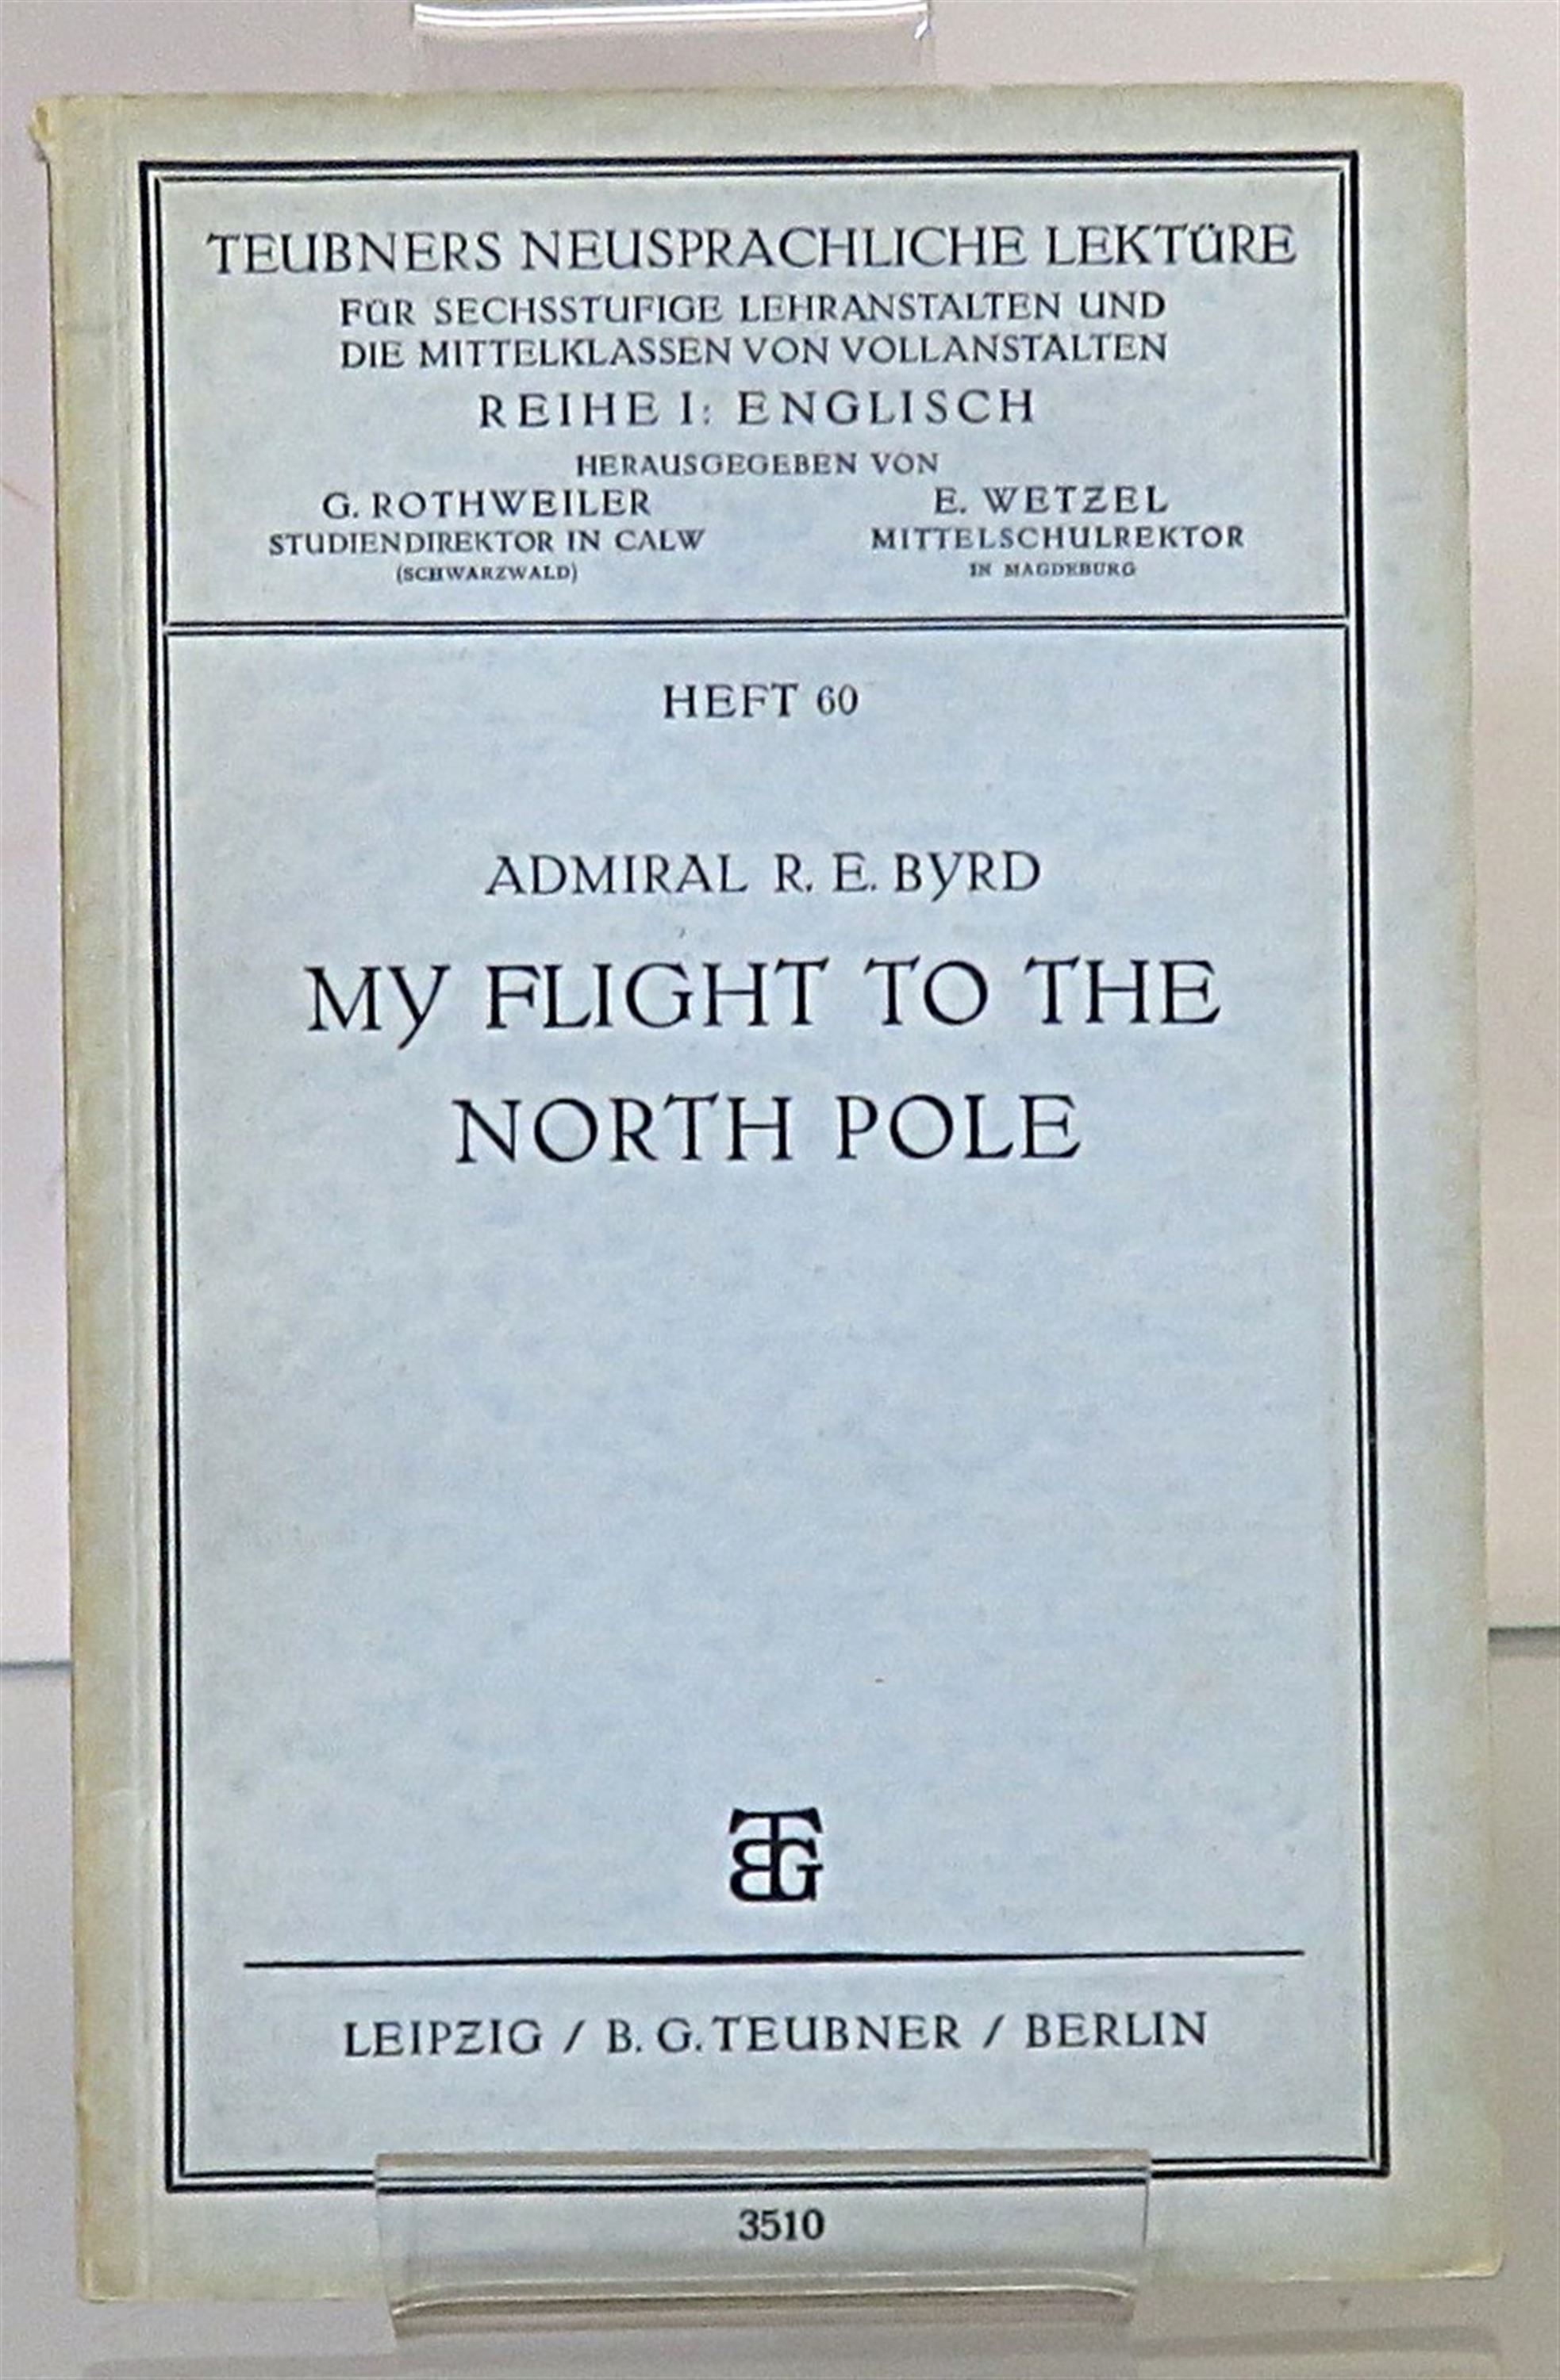 TEUBNERS NEUSPRACHLICHE LEKTÜRE
FÜR SECHSSTUFIGE LEHRANSTALTEN UND
DIE MITTELKLASSEN VON VOLLANSTALTEN
REIHE I: ENGLISCH
HERAUSGEGEBEN VON
G. ROTHWEILER
STUDIENDIREKTOR IN CALW
(SCHWARZWALD)
E. WETZEL
MITTELSCHULREKTOR
IN MAGDEBURG
HEFT 60
ADMIRAL R. E. BYRD
MY FLIGHT TO THE
NORTH POLE
BTG
LEIPZIG / B. G. TEUBNER / BERLIN
3510